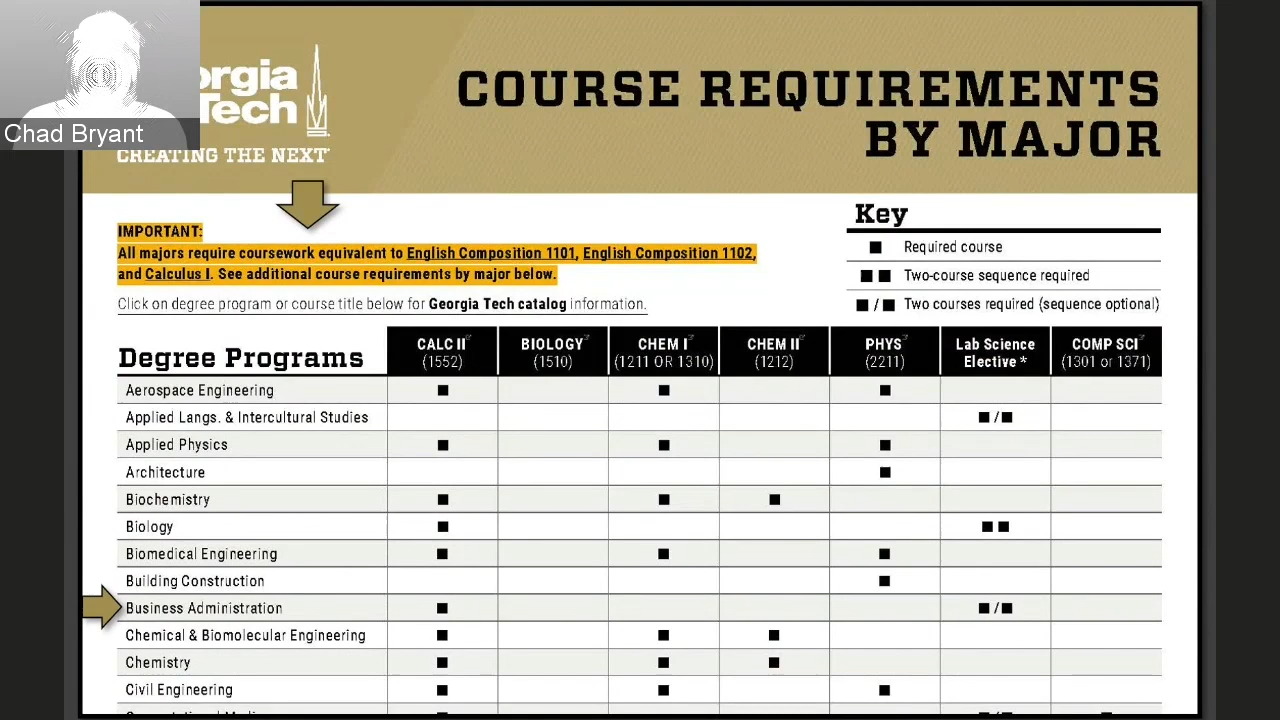 Chad Bryant
orgia
Tech
CREATING THE NEXT
COURSE REQUIREMENTS
BY MAJOR
IMPORTANT:
All majors require coursework equivalent to English Composition 1101, English Composition 1102,
and Calculus I. See additional course requirements by major below.
Click on degree program or course title below for Georgia Tech catalog information.
Key
■ Required course
■ ■ Two-course sequence required
■ / ■ Two courses required (sequence optional)
Degree Programs CALC II (1552) BIOLOGY (1510) CHEM I (1211 OR 1310) CHEM II (1212) PHYS (2211) Lab Science Elective * COMP SCI (1301 or 1371)
Aerospace Engineering ■ ■ ■
Applied Langs. & Intercultural Studies ■ / ■
Applied Physics ■ ■ ■
Architecture ■
Biochemistry ■ ■ ■
Biology ■ ■ ■
Biomedical Engineering ■ ■ ■
Building Construction ■
Business Administration ■ ■ / ■
Chemical & Biomolecular Engineering ■ ■ ■
Chemistry ■ ■ ■
Civil Engineering ■ ■ ■